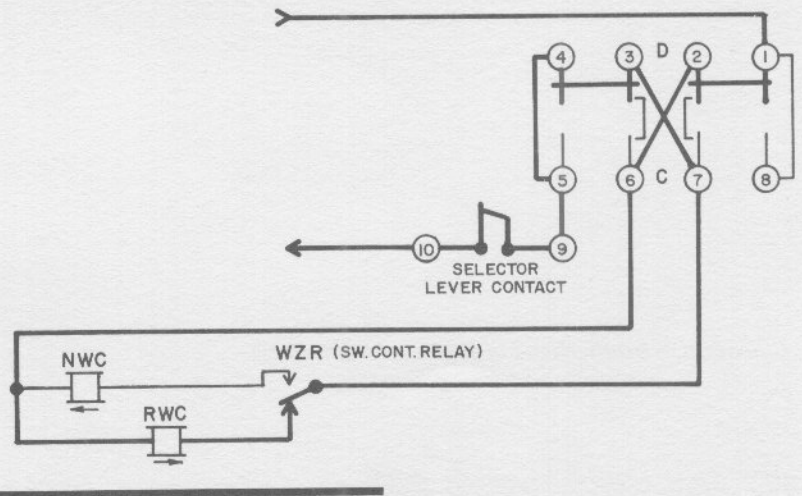 4 3 D 2 1
5 6 C 7 8
10 9
SELECTOR
LEVER CONTACT
NWC WZR (SW. CONT. RELAY)
RWC